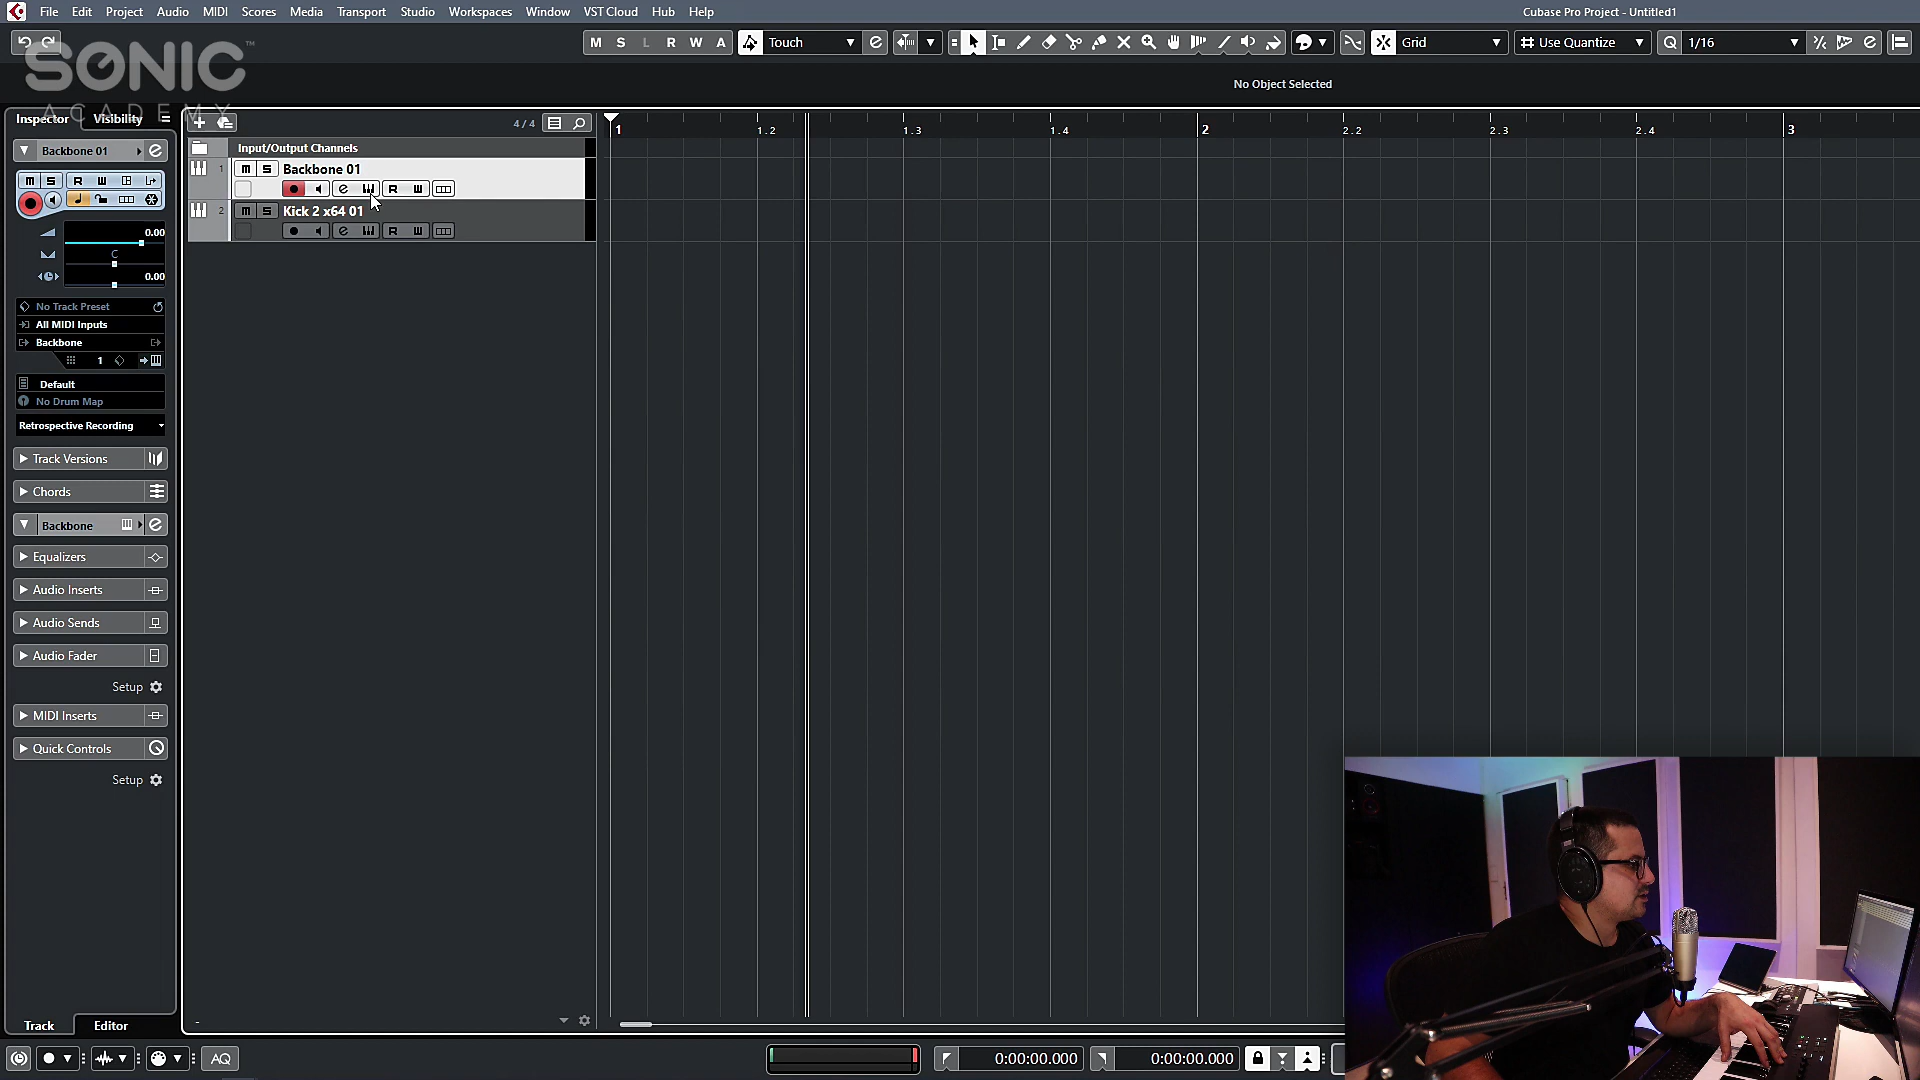 File Edit Project Audio MIDI Scores Media Transport Studio Workspaces Window VST Cloud Hub Help
Cubase Pro Project - Untitled1
M S L R W A Touch
Grid
Use Quantize
Q 1/16
SONIC™
ACADEMY
No Object Selected
Inspector Visibility
4 / 4
1 1.2 1.3 1.4 2 2.2 2.3 2.4 3
Input/Output Channels
Backbone 01
1 m S Backbone 01
R W
2 m S Kick 2 x64 01
R W
m S R W
0.00
C
0.00
No Track Preset
All MIDI Inputs
Backbone
1
Default
No Drum Map
Retrospective Recording
Track Versions
Chords
Backbone
Equalizers
Audio Inserts
Audio Sends
Audio Fader
Setup
MIDI Inserts
Quick Controls
Setup
Track Editor
AQ
0:00:00.000
0:00:00.000